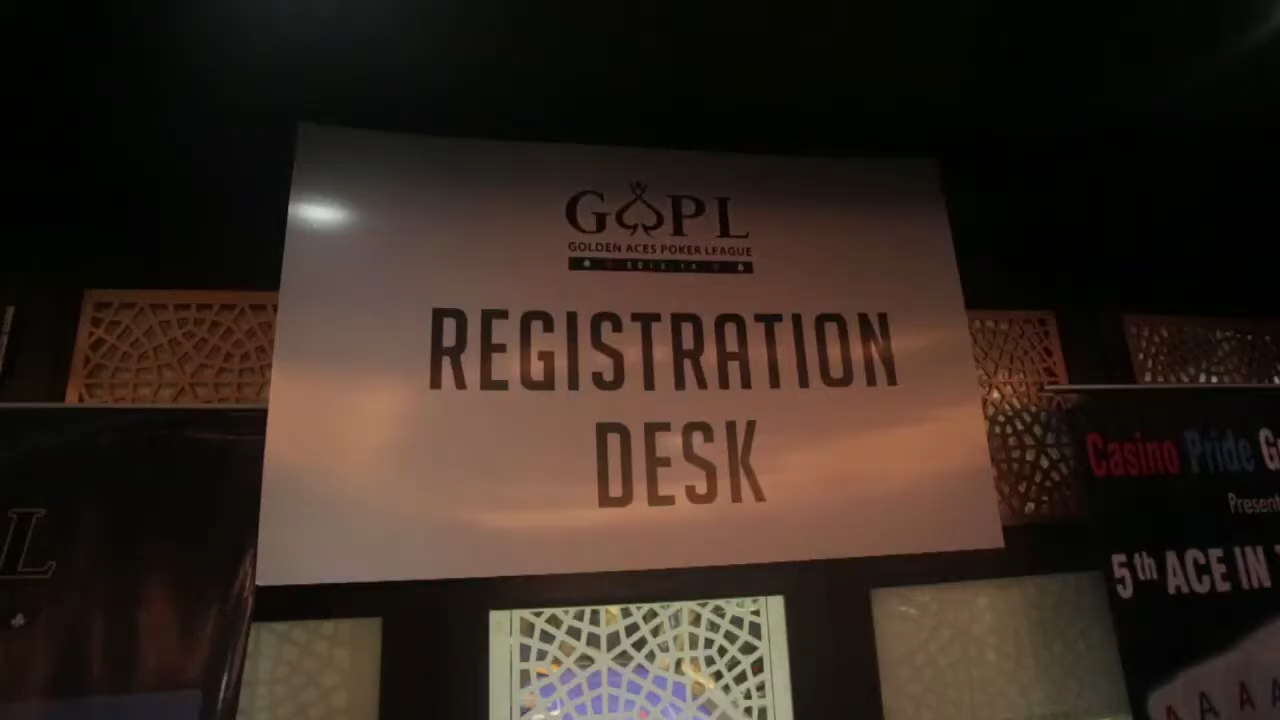 GAPL
GOLDEN ACES POKER LEAGUE
REGISTRATION
DESK
L
Casino Pride
Present
5th ACE IN
A A A A